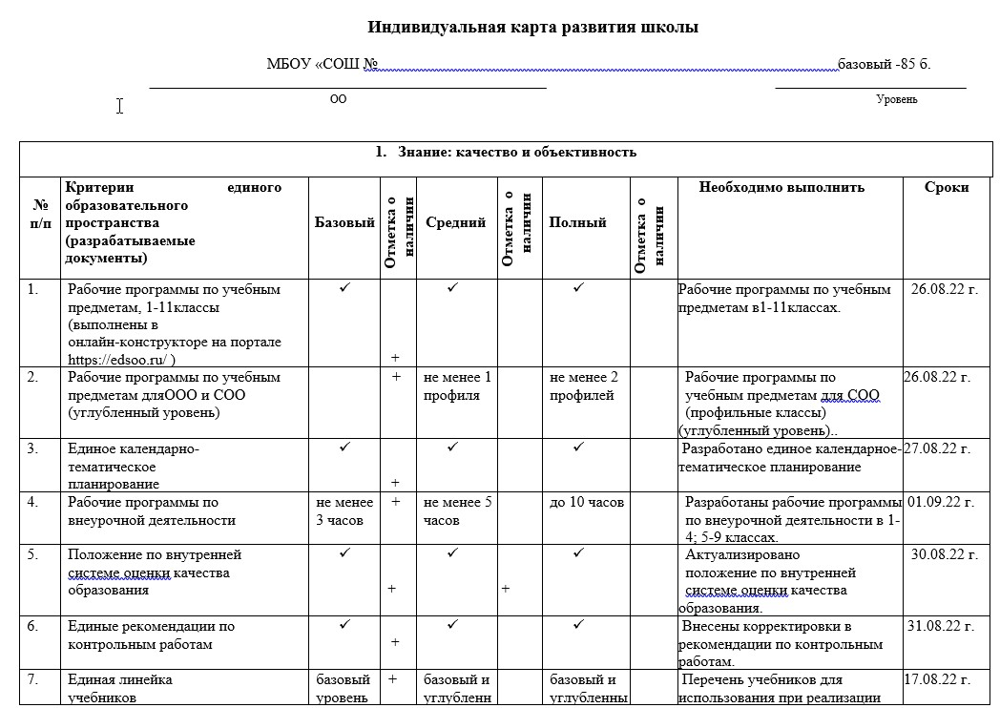 Индивидуальная карта развития школы
МБОУ «СОШ № базовый -85 б.
ОО Уровень
1. Знание: качество и объективность
№ п/п
Критерии единого
образовательного
пространства
(разрабатываемые
документы)
Базовый
Отметка о
наличии
Средний
Отметка о
наличии
Полный
Отметка о
наличии
Необходимо выполнить
Сроки
1.
Рабочие программы по учебным
предметам, 1-11классы
(выполнены в
онлайн-конструкторе на портале
https://edsoo.ru/ )
✓
+
✓
✓
Рабочие программы по учебным
предметам в1-11классах.
26.08.22 г.
2.
Рабочие программы по учебным
предметам дляООО и СОО
(углубленный уровень)
+
не менее 1
профиля
не менее 2
профилей
Рабочие программы по
учебным предметам для СОО
(профильные классы)
(углубленный уровень)..
26.08.22 г.
3.
Единое календарно-
тематическое
планирование
✓
+
✓
✓
Разработано единое календарное-
тематическое планирование
27.08.22 г.
4.
Рабочие программы по
внеурочной деятельности
не менее
3 часов
+
не менее 5
часов
до 10 часов
Разработаны рабочие программы
по внеурочной деятельности в 1-
4; 5-9 классах.
01.09.22 г.
5.
Положение по внутренней
системе оценки качества
образования
✓
+
✓
+
✓
Актуализировано
положение по внутренней
системе оценки качества
образования.
30.08.22 г.
6.
Единые рекомендации по
контрольным работам
✓
+
✓
✓
Внесены корректировки в
рекомендации по контрольным
работам.
31.08.22 г.
7.
Единая линейка
учебников
базовый
уровень
+
базовый и
углубленн
базовый и
углубленны
Перечень учебников для
использования при реализации
17.08.22 г.